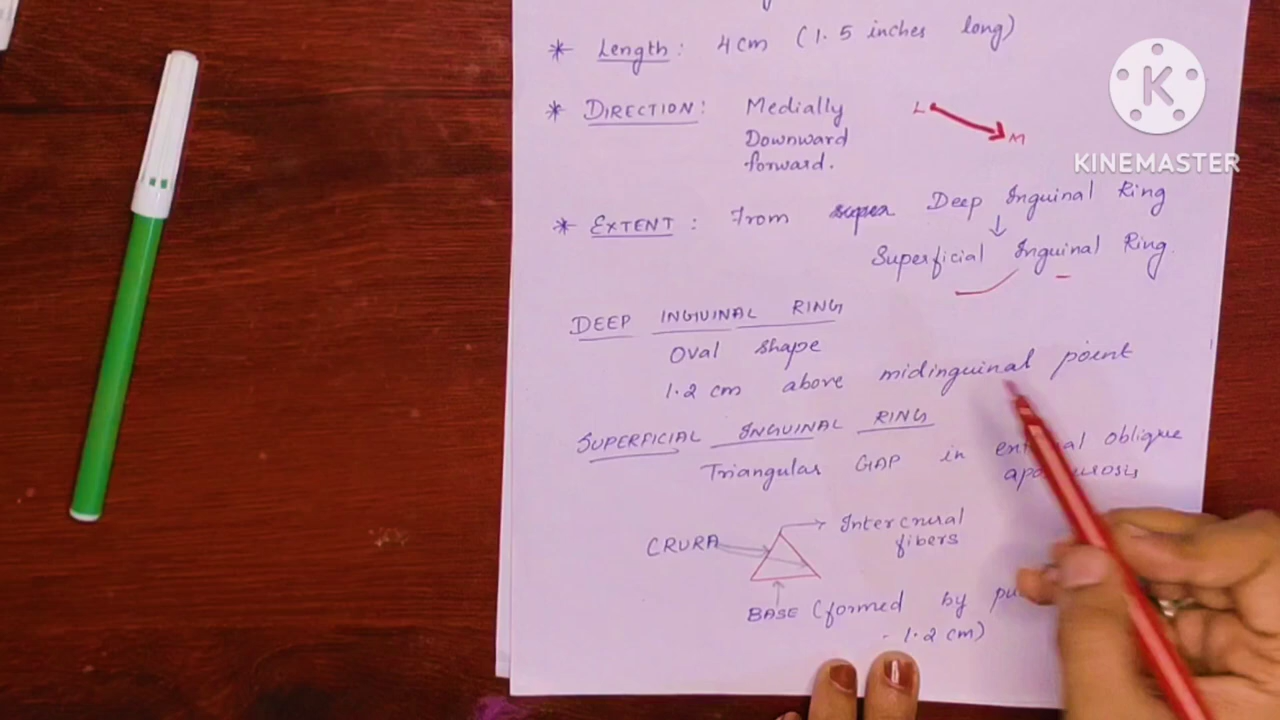 * Length: 4cm (1.5 inches long)
* DIRECTION: Medially
Downward
forward.
L M
* EXTENT: From Deep Inguinal Ring
↓
Superficial Inguinal Ring.
DEEP INGUINAL RING
Oval shape
1.2 cm above midinguinal point
SUPERFICIAL INGUINAL RING
Triangular GAP in oblique
CRURA Intercrural
fibers
BASE (formed by
- 1.2 cm)
K
KINEMASTER